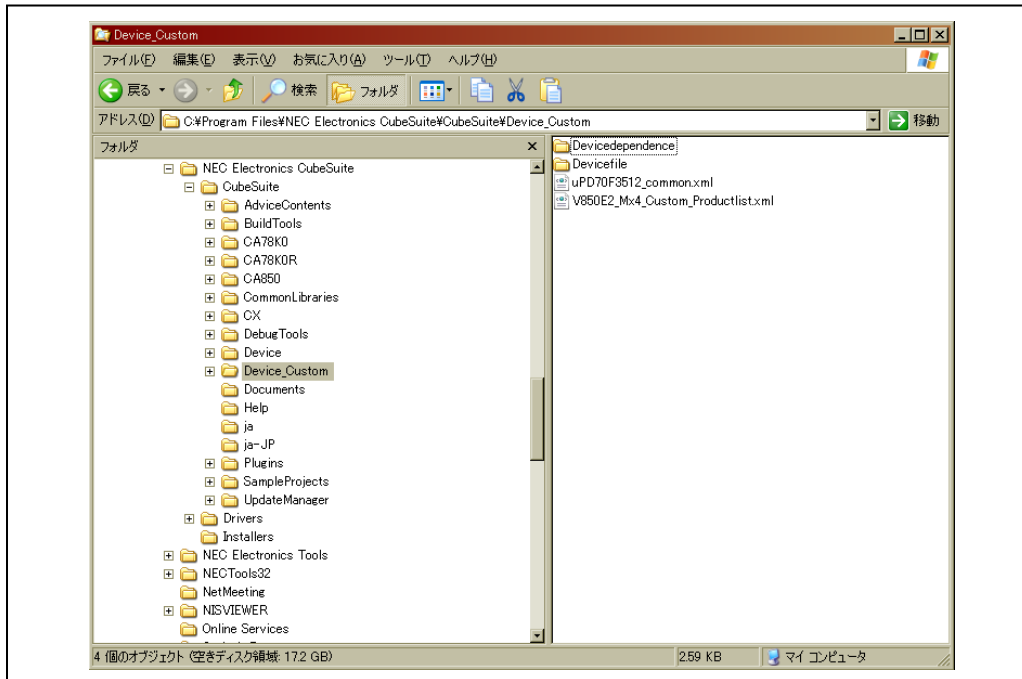 Device_Custom
ファイル(F) 編集(E) 表示(V) お気に入り(A) ツール(T) ヘルプ(H)
戻る 検索 フォルダ
アドレス(D) C:¥Program Files¥NEC Electronics CubeSuite¥CubeSuite¥Device_Custom 移動
フォルダ
NEC Electronics CubeSuite
CubeSuite
AdviceContents
BuildTools
CA78K0
CA78K0R
CA850
CommonLibraries
CX
DebugTools
Device
Device_Custom
Documents
Help
ja
ja-JP
Plugins
SampleProjects
UpdateManager
Drivers
Installers
NEC Electronics Tools
NECTools32
NetMeeting
NISVIEWER
Online Services
Devicedependence
Devicefile
uPD70F3512_common.xml
V850E2_Mx4_Custom_Productlist.xml
4 個のオブジェクト (空きディスク領域: 17.2 GB) 2.59 KB マイ コンピュータ